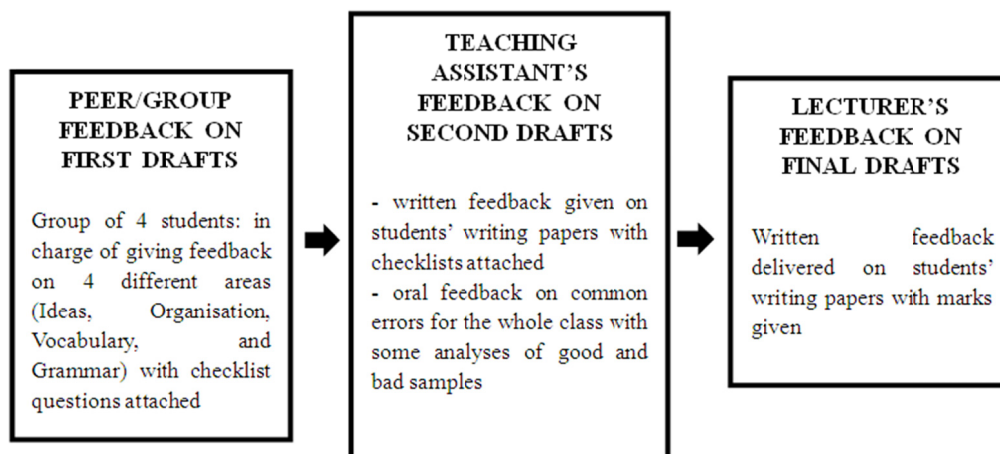 PEER/GROUP
FEEDBACK ON
FIRST DRAFTS
Group of 4 students: in
charge of giving feedback
on 4 different areas
(Ideas, Organisation,
Vocabulary, and
Grammar) with checklist
questions attached
TEACHING
ASSISTANT’S
FEEDBACK ON
SECOND DRAFTS
- written feedback given on
students’ writing papers with
checklists attached
- oral feedback on common
errors for the whole class with
some analyses of good and
bad samples
LECTURER’S
FEEDBACK ON
FINAL DRAFTS
Written feedback
delivered on students’
writing papers with marks
given